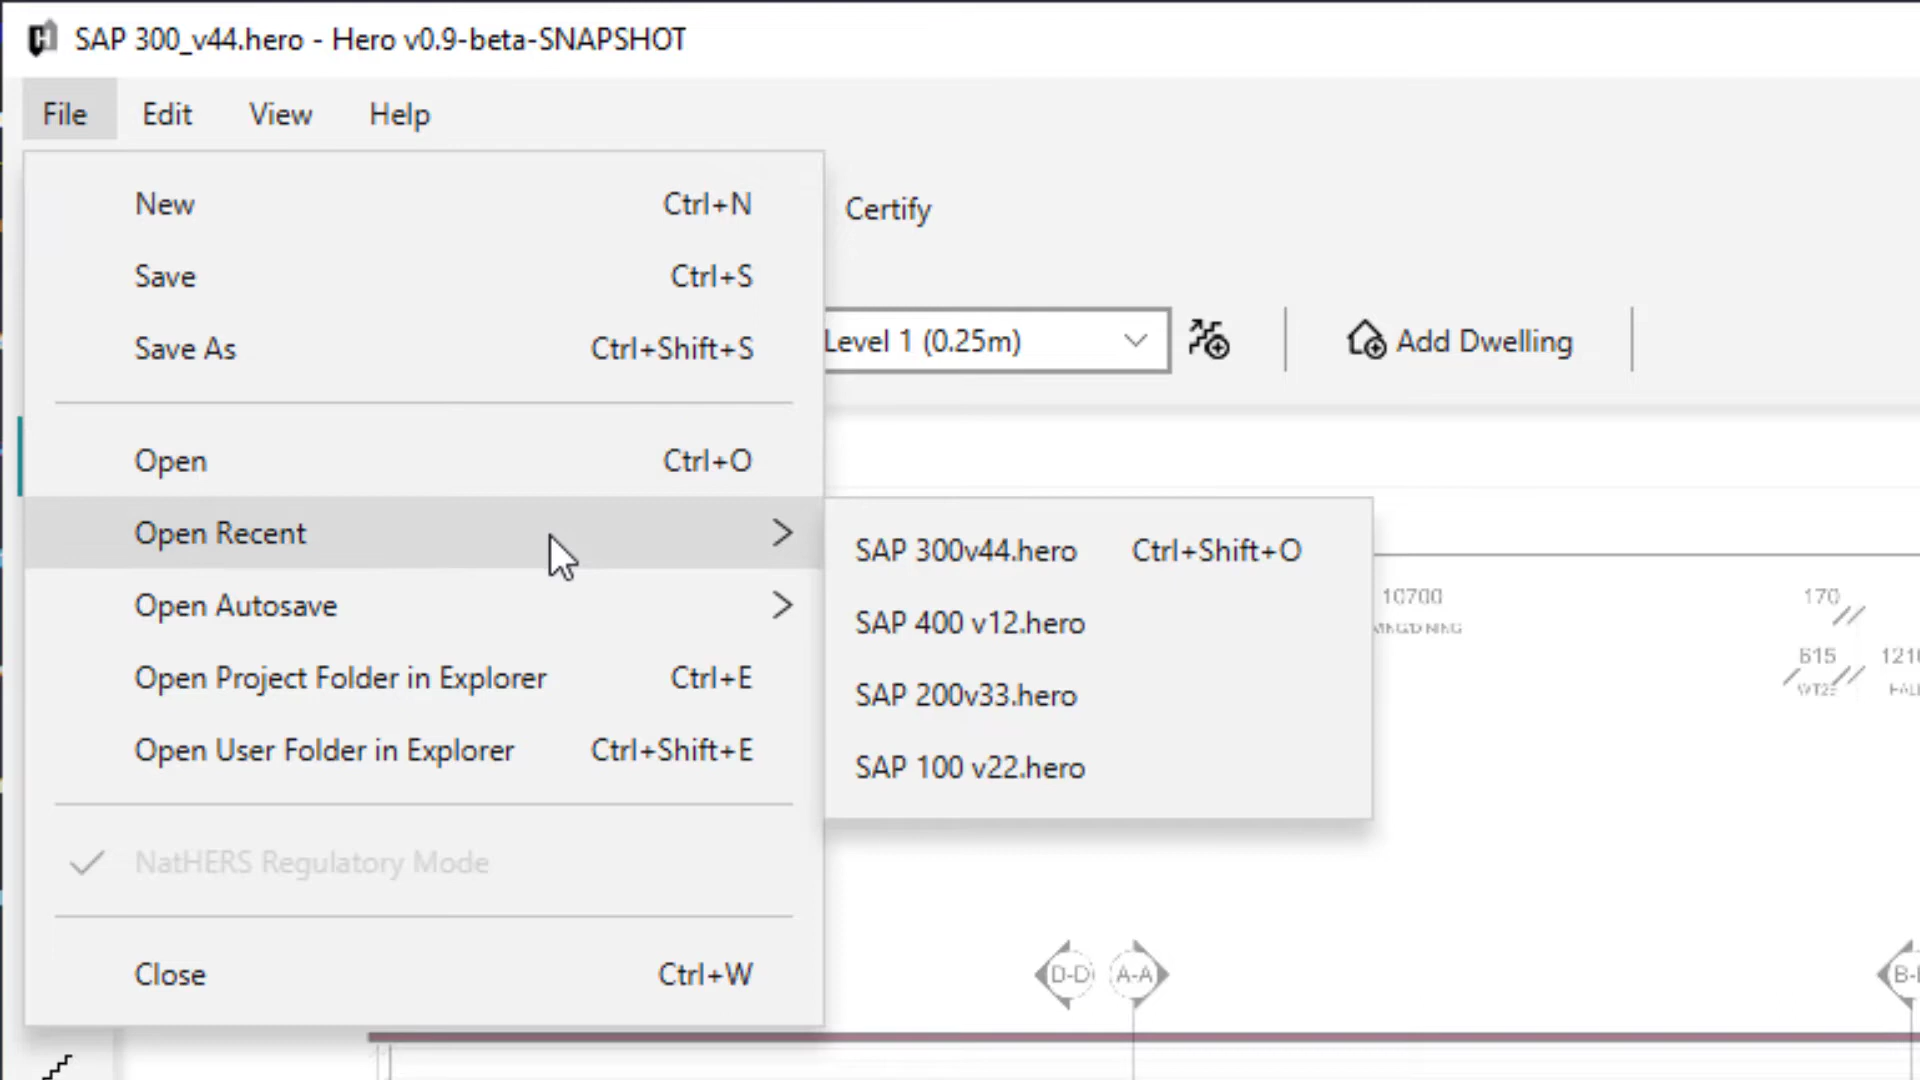 SAP 300_v44.hero - Hero v0.9-beta-SNAPSHOT
File Edit View Help
New Ctrl+N
Save Ctrl+S
Save As Ctrl+Shift+S
Open Ctrl+O
Open Recent
Open Autosave
Open Project Folder in Explorer Ctrl+E
Open User Folder in Explorer Ctrl+Shift+E
NatHERS Regulatory Mode
Close Ctrl+W
Certify
Level 1 (0.25m)
Add Dwelling
SAP 300v44.hero Ctrl+Shift+O
SAP 400 v12.hero
SAP 200v33.hero
SAP 100 v22.hero
10700
170
615
D-D A-A